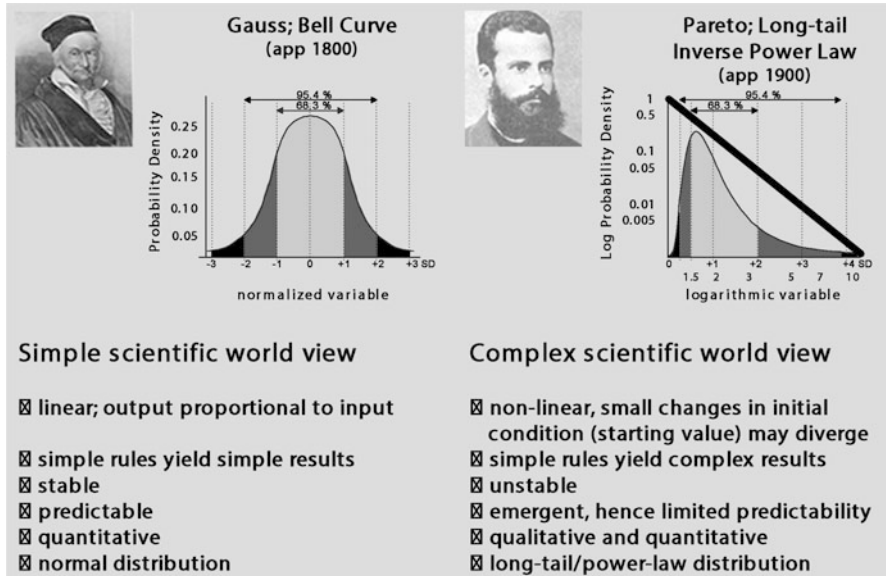 Gauss; Bell Curve
(app 1800)
95.4 %
68.3 %
Probability Density
0.25
0.20
0.15
0.10
0.05
-3 -2 -1 0 +1 +2 +3 SD
normalized variable
Pareto; Long-tail
Inverse Power Law
(app 1900)
95.4 %
68.3 %
Log Probability Density
1
0.5
0.1
0.05
0.01
0.005
0 +1 +2 +3 +4 SD
1.5 2 3 5 7 10
logarithmic variable
Simple scientific world view
linear; output proportional to input
simple rules yield simple results
stable
predictable
quantitative
normal distribution
Complex scientific world view
non-linear, small changes in initial
condition (starting value) may diverge
simple rules yield complex results
unstable
emergent, hence limited predictability
qualitative and quantitative
long-tail/power-law distribution